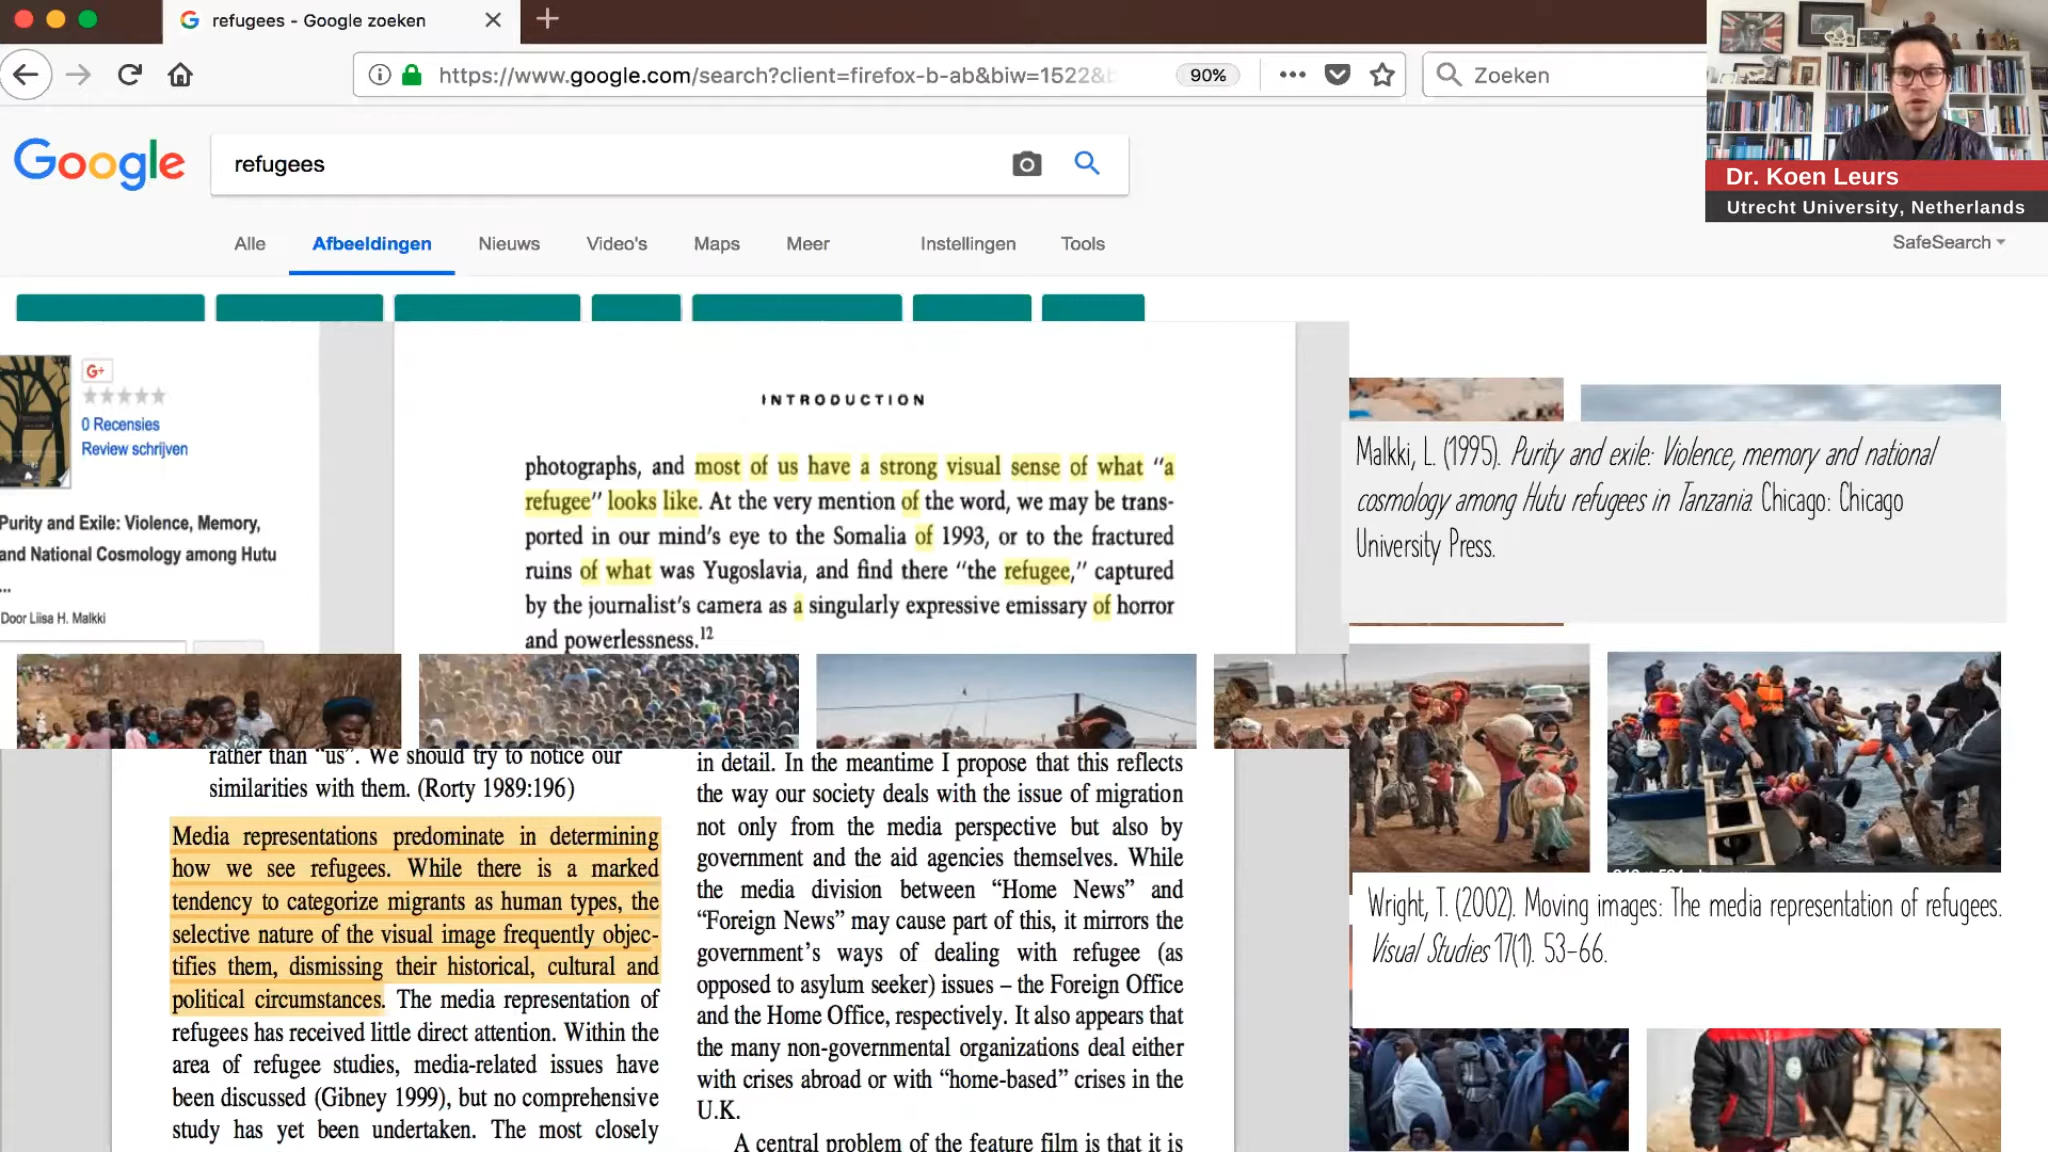 refugees - Google zoeken
https://www.google.com/search?client=firefox-b-ab&biw=1522&
90%
Zoeken
Dr. Koen Leurs
Utrecht University, Netherlands
Google
refugees
Alle
Afbeeldingen
Nieuws
Video's
Maps
Meer
Instellingen
Tools
SafeSearch
G+
0 Recensies
Review schrijven
Purity and Exile: Violence, Memory,
and National Cosmology among Hutu
...
Door Liisa H. Malkki
INTRODUCTION
photographs, and most of us have a strong visual sense of what "a
refugee" looks like. At the very mention of the word, we may be trans-
ported in our mind's eye to the Somalia of 1993, or to the fractured
ruins of what was Yugoslavia, and find there "the refugee," captured
by the journalist's camera as a singularly expressive emissary of horror
and powerlessness.12
Malkki, L. (1995). Purity and exile: Violence, memory and national
cosmology among Hutu refugees in Tanzania. Chicago: Chicago
University Press.
rather than "us". We should try to notice our
similarities with them. (Rorty 1989:196)
Media representations predominate in determining
how we see refugees. While there is a marked
tendency to categorize migrants as human types, the
selective nature of the visual image frequently objec-
tifies them, dismissing their historical, cultural and
political circumstances. The media representation of
refugees has received little direct attention. Within the
area of refugee studies, media-related issues have
been discussed (Gibney 1999), but no comprehensive
study has yet been undertaken. The most closely
in detail. In the meantime I propose that this reflects
the way our society deals with the issue of migration
not only from the media perspective but also by
government and the aid agencies themselves. While
the media division between "Home News" and
"Foreign News" may cause part of this, it mirrors the
government's ways of dealing with refugee (as
opposed to asylum seeker) issues – the Foreign Office
and the Home Office, respectively. It also appears that
the many non-governmental organizations deal either
with crises abroad or with "home-based" crises in the
U.K.
A central problem of the feature film is that it is
Wright, T. (2002). Moving images: The media representation of refugees.
Visual Studies 17(1). 53-66.